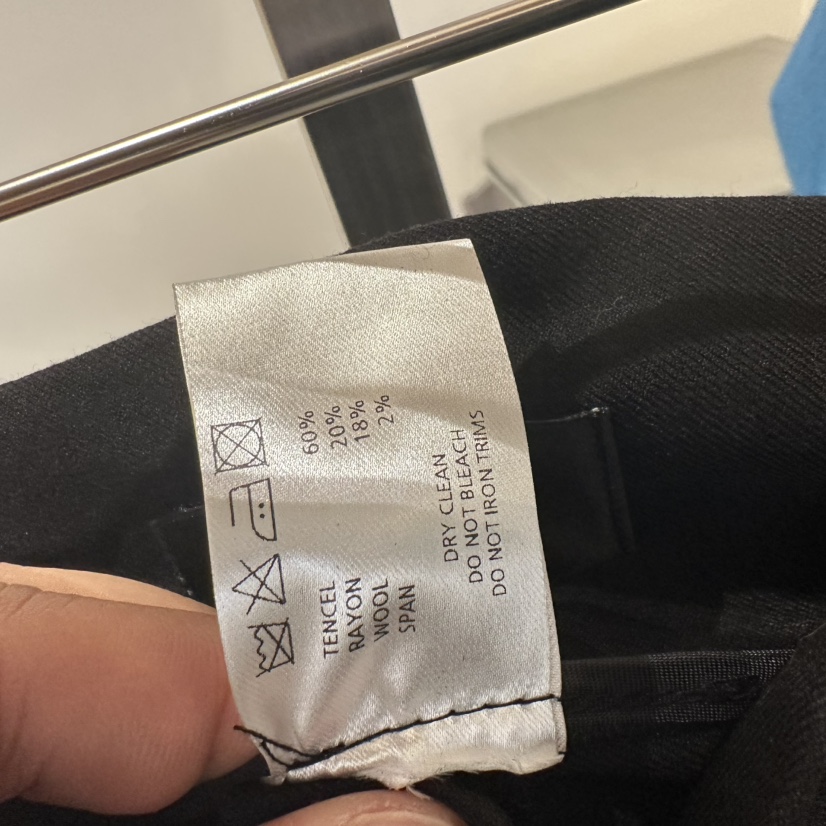 TENCEL 60%
RAYON 20%
WOOL 18%
SPAN 2%
DRY CLEAN
DO NOT BLEACH
DO NOT IRON TRIMS